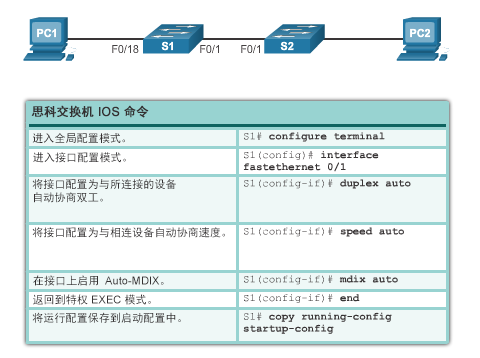 PC1
S1
S2
PC2
F0/18
F0/1
F0/1
思科交换机 IOS 命令
进入全局配置模式。
S1# configure terminal
进入接口配置模式。
S1(config)# interface
fastethernet 0/1
将接口配置为与所连接的设备
自动协商双工。
S1(config-if)# duplex auto
将接口配置为与相连设备自动协商速度。
S1(config-if)# speed auto
在接口上启用 Auto-MDIX。
S1(config-if)# mdix auto
返回到特权 EXEC 模式。
S1(config-if)# end
将运行配置保存到启动配置中。
S1# copy running-config
startup-config